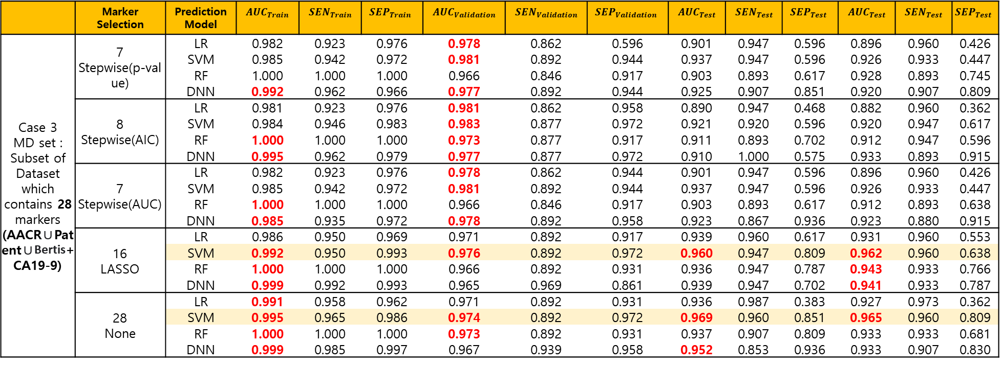 Marker Selection Prediction Model AUC_Train SEN_Train SEP_Train AUC_Validation SEN_Validation SEP_Validation AUC_Test SEN_Test SEP_Test AUC_Test SEN_Test SEP_Test
Case 3
MD set :
Subset of
Dataset
which
contains 28
markers
(AACR∪Pat
ent∪Bertis+
CA19-9)
7
Stepwise(p-val
ue)
LR 0.982 0.923 0.976 0.978 0.862 0.596 0.901 0.947 0.596 0.896 0.960 0.426
SVM 0.985 0.942 0.972 0.981 0.892 0.944 0.937 0.947 0.596 0.926 0.933 0.447
RF 1.000 1.000 1.000 0.966 0.846 0.917 0.903 0.893 0.617 0.928 0.893 0.745
DNN 0.992 0.962 0.966 0.977 0.892 0.944 0.925 0.907 0.851 0.920 0.907 0.809
8
Stepwise(AIC)
LR 0.981 0.923 0.976 0.981 0.862 0.958 0.890 0.947 0.468 0.882 0.960 0.362
SVM 0.984 0.946 0.983 0.983 0.877 0.972 0.921 0.920 0.596 0.920 0.947 0.617
RF 1.000 1.000 1.000 0.973 0.877 0.917 0.911 0.893 0.702 0.912 0.947 0.596
DNN 0.995 0.962 0.979 0.977 0.877 0.972 0.910 1.000 0.575 0.933 0.893 0.915
7
Stepwise(AUC)
LR 0.982 0.923 0.976 0.978 0.862 0.944 0.901 0.947 0.596 0.896 0.960 0.426
SVM 0.985 0.942 0.972 0.981 0.892 0.944 0.937 0.947 0.596 0.926 0.933 0.447
RF 1.000 1.000 1.000 0.966 0.846 0.917 0.903 0.893 0.617 0.912 0.893 0.638
DNN 0.985 0.935 0.972 0.978 0.892 0.958 0.923 0.867 0.936 0.923 0.880 0.915
16
LASSO
LR 0.986 0.950 0.969 0.971 0.892 0.917 0.939 0.960 0.617 0.931 0.960 0.553
SVM 0.992 0.950 0.993 0.976 0.892 0.972 0.960 0.947 0.809 0.962 0.960 0.638
RF 1.000 1.000 1.000 0.966 0.892 0.931 0.936 0.947 0.787 0.943 0.933 0.766
DNN 0.999 0.992 0.993 0.965 0.969 0.861 0.939 0.947 0.702 0.941 0.933 0.787
28
None
LR 0.991 0.958 0.962 0.971 0.892 0.931 0.936 0.987 0.383 0.927 0.973 0.362
SVM 0.995 0.965 0.986 0.974 0.892 0.972 0.969 0.960 0.851 0.965 0.960 0.809
RF 1.000 1.000 1.000 0.973 0.892 0.931 0.937 0.907 0.809 0.933 0.933 0.681
DNN 0.999 0.985 0.997 0.967 0.939 0.958 0.952 0.853 0.936 0.933 0.907 0.830